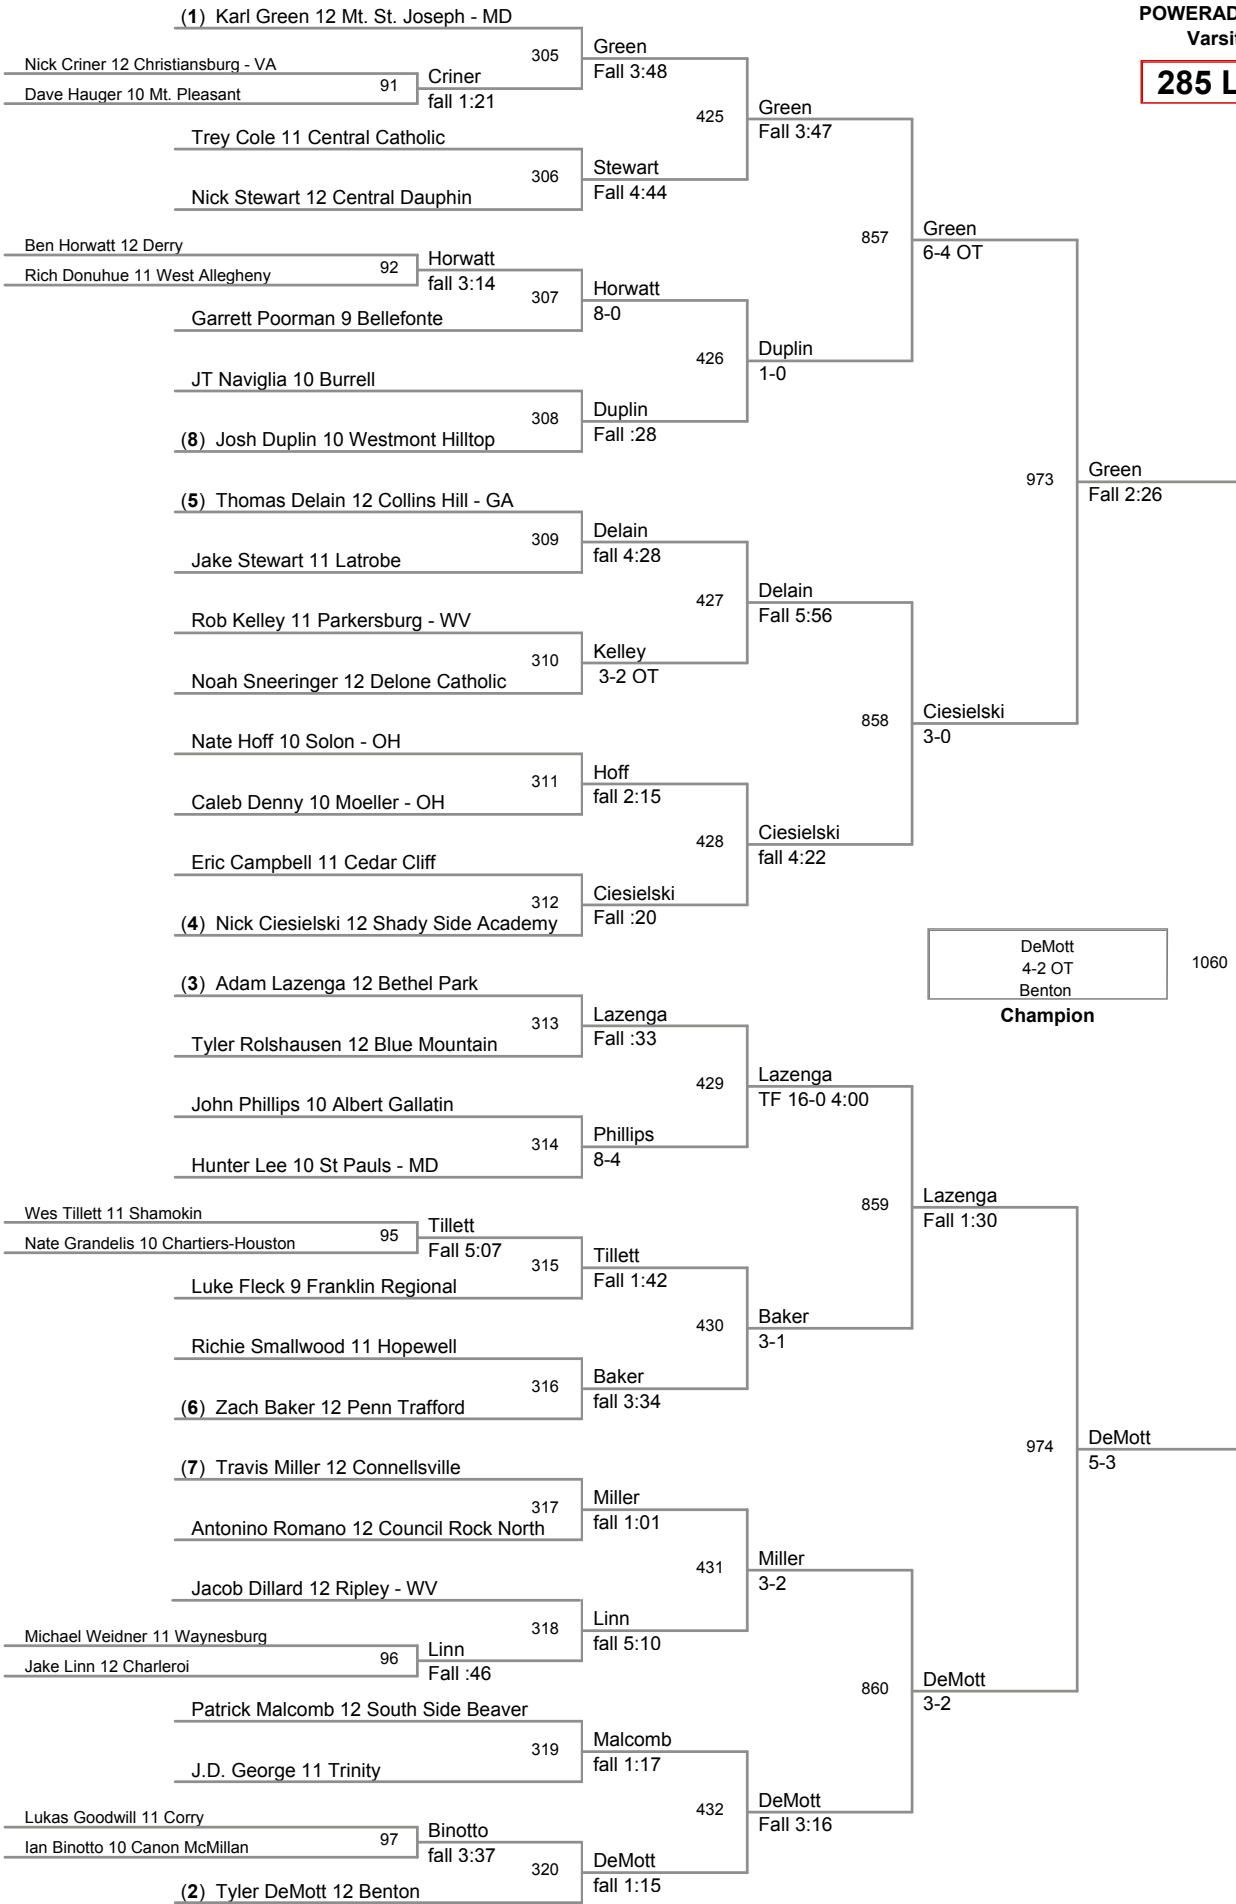 (1) Karl Green 12 Mt. St. Joseph - MD
POWERAD
Varsit
285 L
305
Green
Fall 3:48
Nick Criner 12 Christiansburg - VA
Dave Hauger 10 Mt. Pleasant
91
Criner
fall 1:21
425
Green
Fall 3:47
Trey Cole 11 Central Catholic
Nick Stewart 12 Central Dauphin
306
Stewart
Fall 4:44
857
Green
6-4 OT
Ben Horwatt 12 Derry
Rich Donuhue 11 West Allegheny
92
Horwatt
fall 3:14
307
Horwatt
8-0
Garrett Poorman 9 Bellefonte
426
Duplin
1-0
JT Naviglia 10 Burrell
308
Duplin
Fall :28
(8) Josh Duplin 10 Westmont Hilltop
973
Green
Fall 2:26
(5) Thomas Delain 12 Collins Hill - GA
309
Delain
fall 4:28
Jake Stewart 11 Latrobe
427
Delain
Fall 5:56
Rob Kelley 11 Parkersburg - WV
310
Kelley
3-2 OT
Noah Sneeringer 12 Delone Catholic
858
Ciesielski
3-0
Nate Hoff 10 Solon - OH
311
Hoff
fall 2:15
Caleb Denny 10 Moeller - OH
428
Ciesielski
fall 4:22
Eric Campbell 11 Cedar Cliff
312
Ciesielski
Fall :20
(4) Nick Ciesielski 12 Shady Side Academy
DeMott
4-2 OT
Benton
1060
Champion
(3) Adam Lazenga 12 Bethel Park
313
Lazenga
Fall :33
Tyler Rolshausen 12 Blue Mountain
429
Lazenga
TF 16-0 4:00
John Phillips 10 Albert Gallatin
314
Phillips
8-4
Hunter Lee 10 St Pauls - MD
859
Lazenga
Fall 1:30
Wes Tillett 11 Shamokin
Nate Grandelis 10 Chartiers-Houston
95
Tillett
Fall 5:07
315
Tillett
Fall 1:42
Luke Fleck 9 Franklin Regional
430
Baker
3-1
Richie Smallwood 11 Hopewell
316
Baker
fall 3:34
(6) Zach Baker 12 Penn Trafford
974
DeMott
5-3
(7) Travis Miller 12 Connellsville
317
Miller
fall 1:01
Antonino Romano 12 Council Rock North
431
Miller
3-2
Jacob Dillard 12 Ripley - WV
318
Linn
fall 5:10
Michael Weidner 11 Waynesburg
Jake Linn 12 Charleroi
96
Linn
Fall :46
860
DeMott
3-2
Patrick Malcomb 12 South Side Beaver
319
Malcomb
fall 1:17
J.D. George 11 Trinity
432
DeMott
Fall 3:16
Lukas Goodwill 11 Corry
Ian Binotto 10 Canon McMillan
97
Binotto
fall 3:37
320
DeMott
fall 1:15
(2) Tyler DeMott 12 Benton